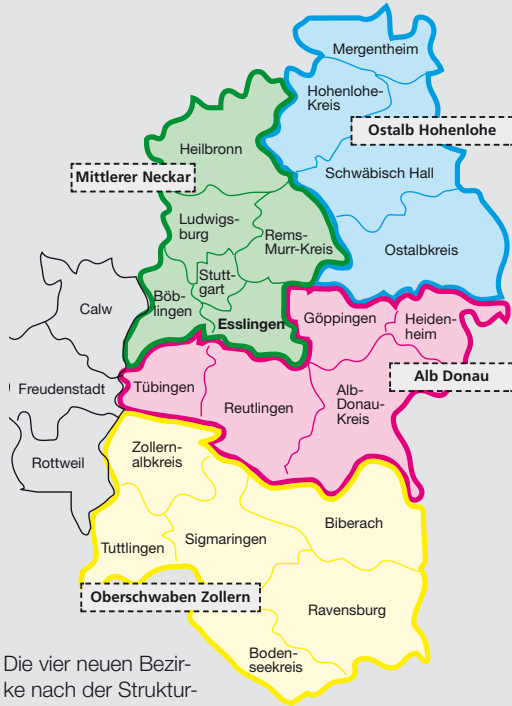 Mergentheim
Hohenlohe-
Kreis
Ostalb Hohenlohe
Heilbronn
Schwäbisch Hall
Mittlerer Neckar
Ludwigs-
burg
Rems-
Murr-Kreis
Ostalbkreis
Stutt-
gart
Böb-
lingen
Esslingen
Göppingen
Heiden-
heim
Calw
Alb Donau
Freudenstadt
Tübingen
Reutlingen
Alb-
Donau-
Kreis
Rottweil
Zollern-
albkreis
Biberach
Tuttlingen
Sigmaringen
Oberschwaben Zollern
Ravensburg
Boden-
seekreis
Die vier neuen Bezir-
ke nach der Struktur-